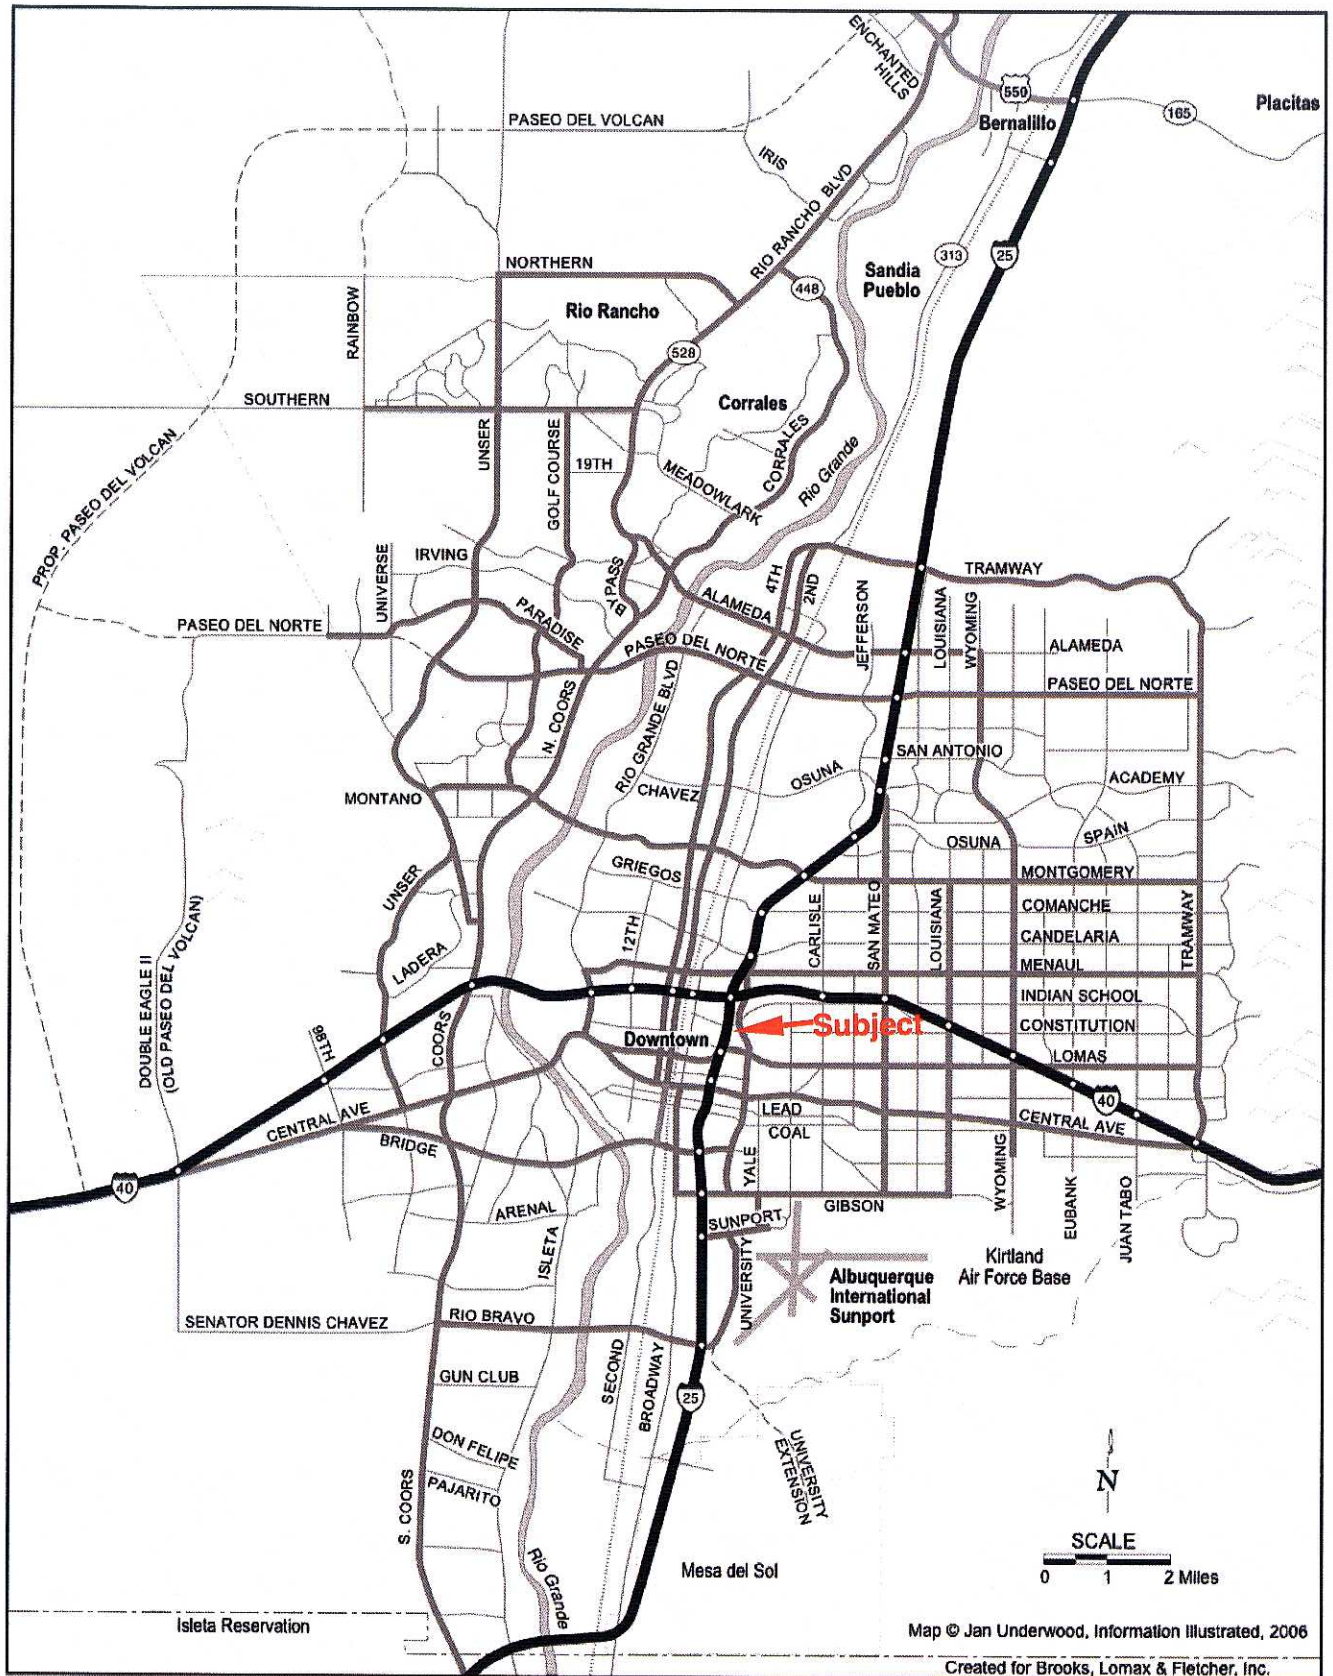 ENCHANTED
HILLS
550
Bernalillo
165
Placitas
PASEO DEL VOLCAN
IRIS
RIO RANCHO BLVD
313
25
Sandia
Pueblo
NORTHERN
448
Rio Rancho
RAINBOW
528
SOUTHERN
Corrales
UNSER
GOLF COURSE
19TH
MEADOWLARK
CORRALES
Rio Grande
PROP. PASEO DEL VOLCAN
UNIVERSE
IRVING
BYPASS
4TH
2ND
TRAMWAY
ALAMEDA
JEFFERSON
LOUISIANA
WYOMING
PASEO DEL NORTE
PARADISE
PASEO DEL NORTE
ALAMEDA
PASEO DEL NORTE
N. COORS
RIO GRANDE BLVD
SAN ANTONIO
MONTANO
CHAVEZ
OSUNA
ACADEMY
OSUNA
SPAIN
UNSER
GRIEGOS
MONTGOMERY
DOUBLE EAGLE II
(OLD PASEO DEL VOLCAN)
LADERA
12TH
CARLISLE
SAN MATEO
LOUISIANA
COMANCHE
CANDELARIA
MENAUL
TRAMWAY
INDIAN SCHOOL
98TH
COORS
Downtown
Subject
CONSTITUTION
LOMAS
40
CENTRAL AVE
LEAD
COAL
CENTRAL AVE
BRIDGE
40
YALE
WYOMING
EUBANK
JUAN TABO
ARENAL
ISLETA
GIBSON
SUNPORT
UNIVERSITY
Albuquerque
International
Sunport
Kirtland
Air Force Base
SENATOR DENNIS CHAVEZ
RIO BRAVO
GUN CLUB
SECOND
BROADWAY
25
DON FELIPE
PAJARITO
UNIVERSITY
EXTENSION
S. COORS
N
Rio Grande
Mesa del Sol
SCALE
0 1 2 Miles
Isleta Reservation
Map © Jan Underwood, Information Illustrated, 2006
Created for Brooks, Lomax & Fletcher, Inc.